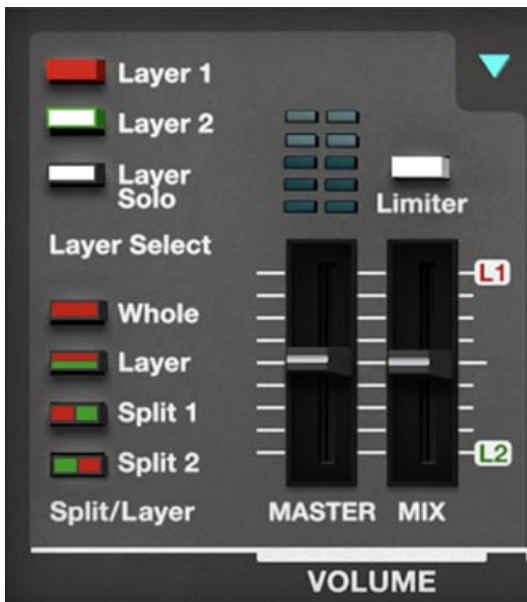 Layer 1
Layer 2
Layer
Solo
Limiter
Layer Select
L1
Whole
Layer
Split 1
Split 2
L2
Split/Layer
MASTER
MIX
VOLUME